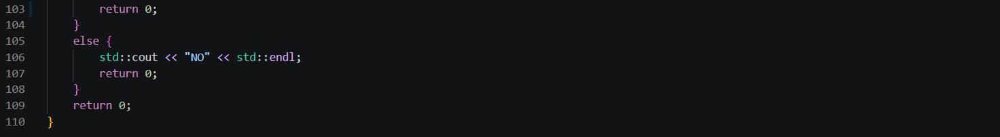 103         return 0;
104     }
105     else {
106         std::cout << "NO" << std::endl;
107         return 0;
108     }
109     return 0;
110 }